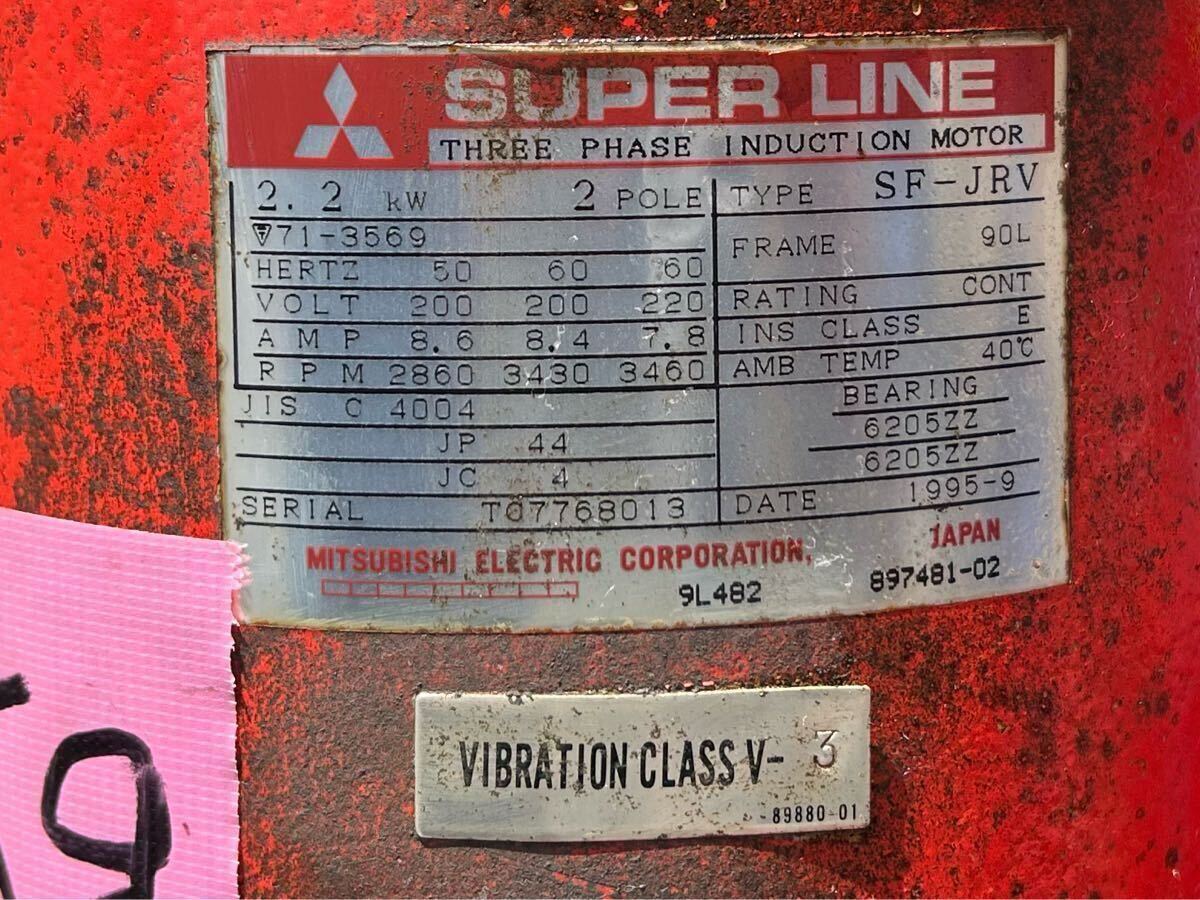 SUPER LINE
THREE PHASE INDUCTION MOTOR
2.2 kW 2 POLE
71-3569
HERTZ 50 60 60
VOLT 200 200 220
AMP 8.6 8.4 7.8
RPM 2860 3430 3460
JIS C 4004
JP 44
JC 4
SERIAL T07768013
TYPE SF-JRV
FRAME 90L
RATING CONT
INS CLASS E
AMB TEMP 40℃
BEARING
6205ZZ
6205ZZ
DATE 1995-9
MITSUBISHI ELECTRIC CORPORATION, JAPAN
9L482 897481-02
VIBRATION CLASS V- 3
89880-01